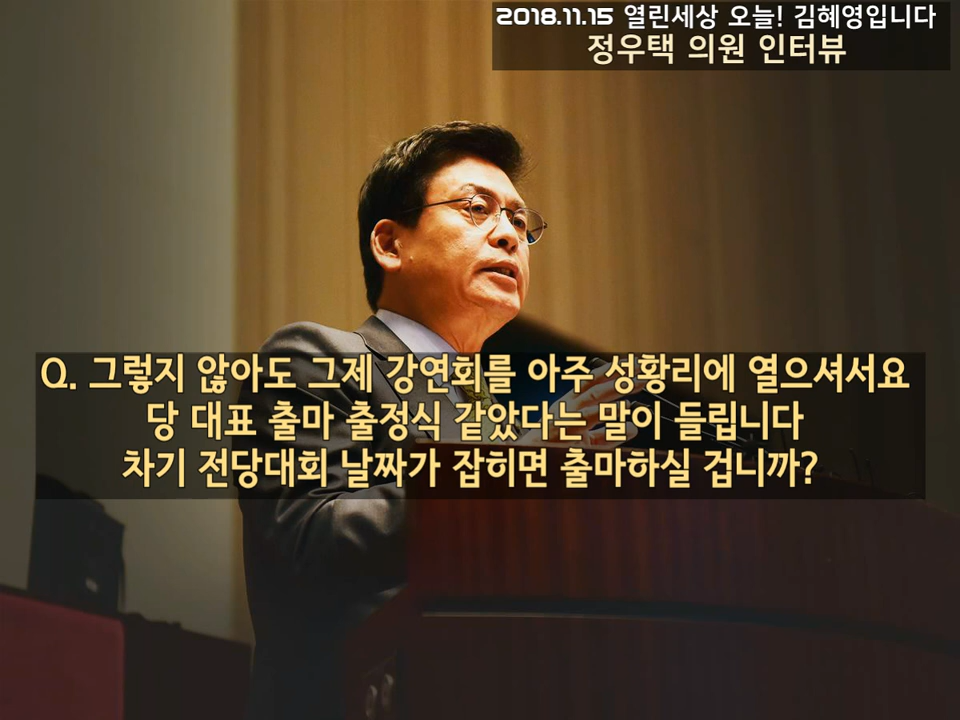 2018.11.15 열린세상 오늘! 김혜영입니다
정우택 의원 인터뷰
Q. 그렇지 않아도 그제 강연회를 아주 성황리에 열으셔서요
당 대표 출마 출정식 같았다는 말이 들립니다
차기 전당대회 날짜가 잡히면 출마하실 겁니까?